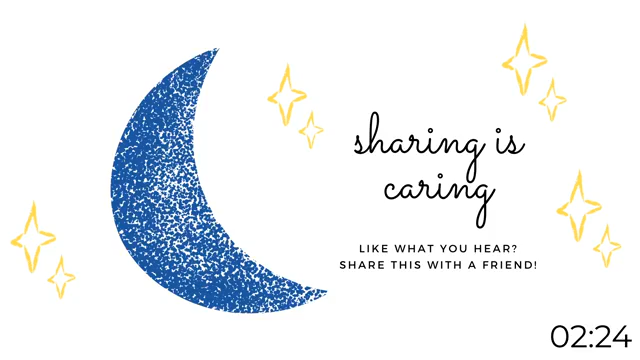 sharing is
caring
LIKE WHAT YOU HEAR?
SHARE THIS WITH A FRIEND!
02:24